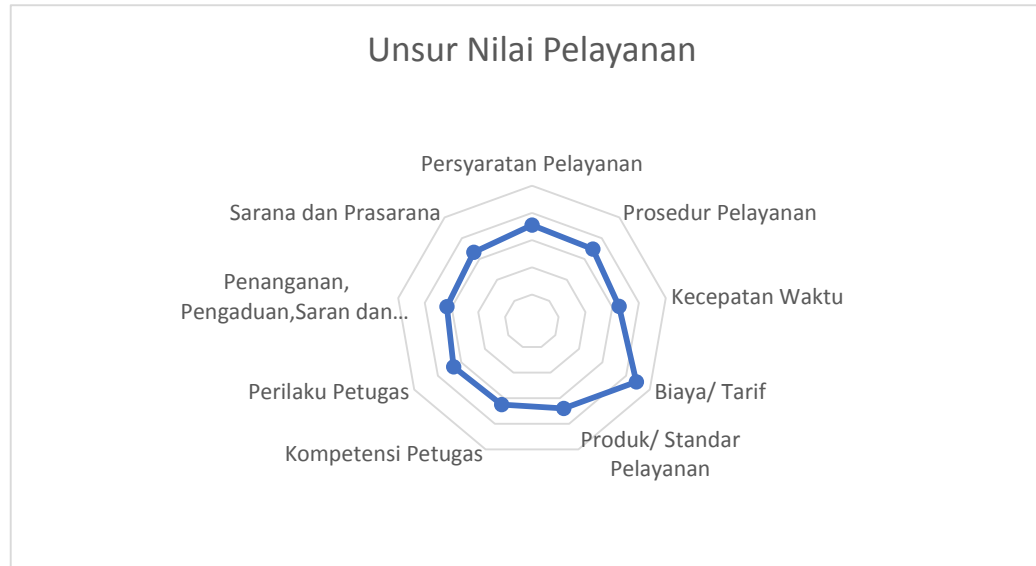 Unsur Nilai Pelayanan
Persyaratan Pelayanan
Prosedur Pelayanan
Kecepatan Waktu
Biaya/ Tarif
Produk/ Standar
Pelayanan
Kompetensi Petugas
Perilaku Petugas
Penanganan,
Pengaduan,Saran dan...
Sarana dan Prasarana